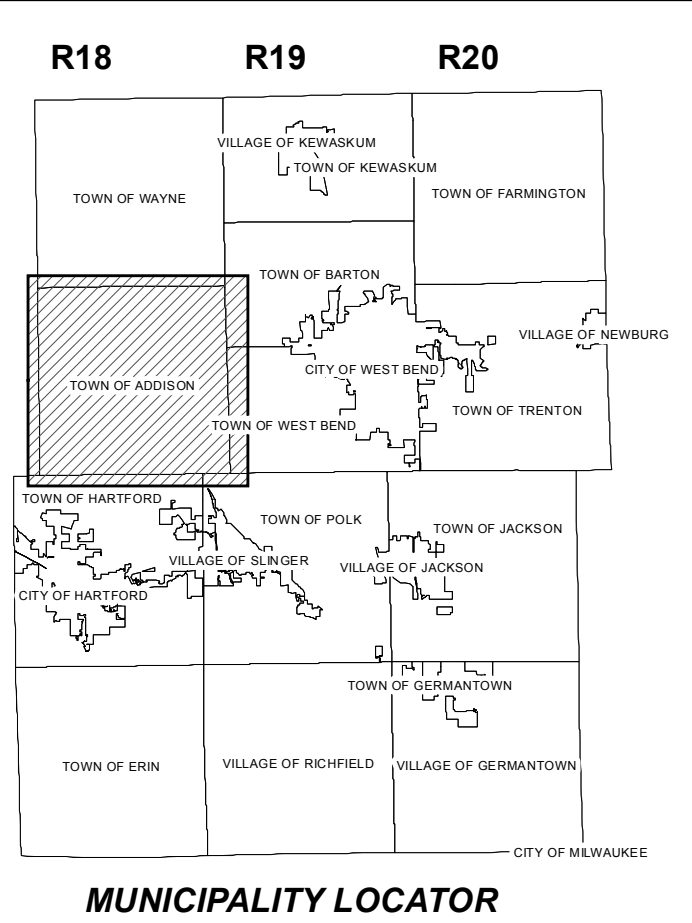 R18 R19 R20
VILLAGE OF KEWASKUM
TOWN OF KEWASKUM
TOWN OF WAYNE
TOWN OF FARMINGTON
TOWN OF BARTON
VILLAGE OF NEWBURG
CITY OF WEST BEND
TOWN OF ADDISON
TOWN OF TRENTON
TOWN OF WEST BEND
TOWN OF HARTFORD
TOWN OF POLK
TOWN OF JACKSON
VILLAGE OF SLINGER
VILLAGE OF JACKSON
CITY OF HARTFORD
TOWN OF GERMANTOWN
TOWN OF ERIN
VILLAGE OF RICHFIELD
VILLAGE OF GERMANTOWN
CITY OF MILWAUKEE
MUNICIPALITY LOCATOR